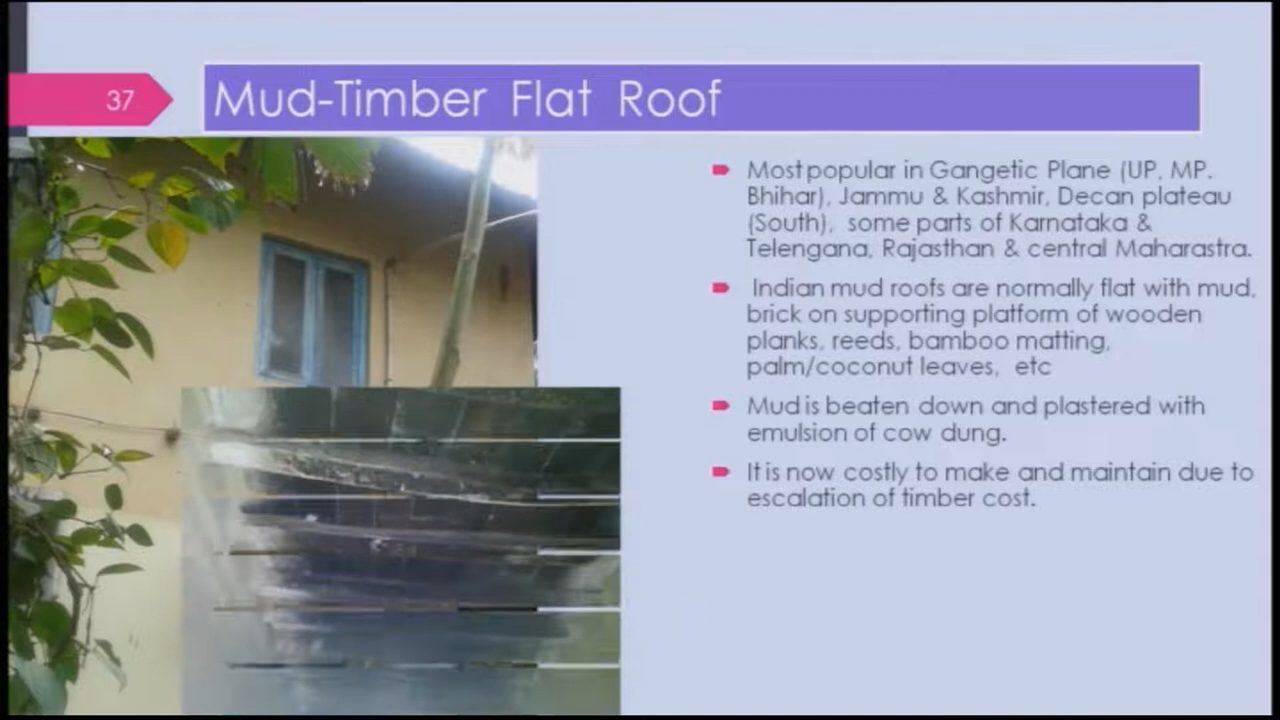 37
Mud-Timber Flat Roof
Most popular in Gangetic Plane (UP, MP.
Bhihar), Jammu & Kashmir, Decan plateau
(South), some parts of Karnataka &
Telengana, Rajasthan & central Maharastra.
Indian mud roofs are normally flat with mud,
brick on supporting platform of wooden
planks, reeds, bamboo matting,
palm/coconut leaves, etc
Mud is beaten down and plastered with
emulsion of cow dung.
It is now costly to make and maintain due to
escalation of timber cost.